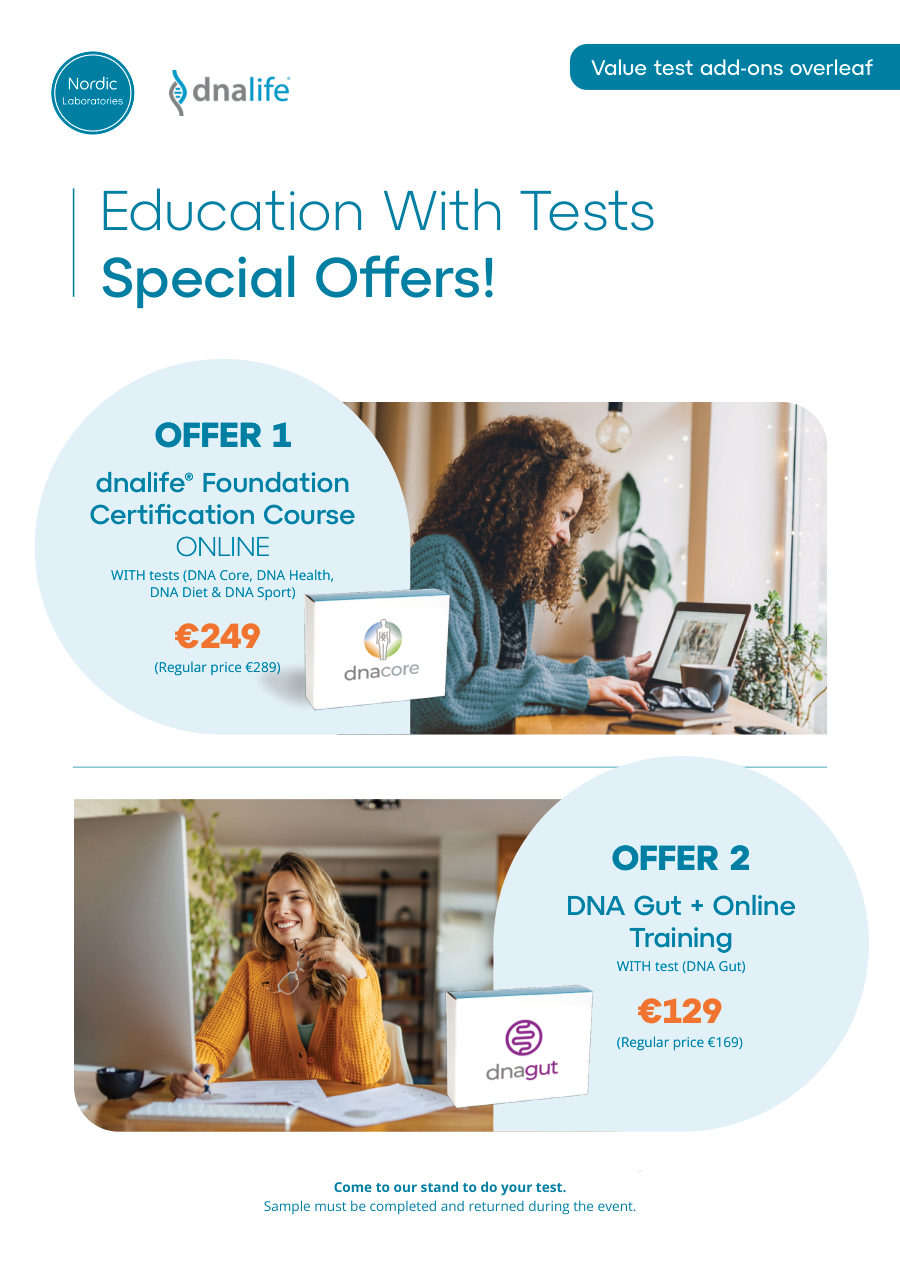 Nordic
Laboratories
dnalife®
Value test add-ons overleaf
Education With Tests
Special Offers!
OFFER 1
dnalife® Foundation
Certification Course
ONLINE
WITH tests (DNA Core, DNA Health,
DNA Diet & DNA Sport)
€249
(Regular price €289)
dnacore
OFFER 2
DNA Gut + Online
Training
WITH test (DNA Gut)
€129
(Regular price €169)
dnagut
Come to our stand to do your test.
Sample must be completed and returned during the event.